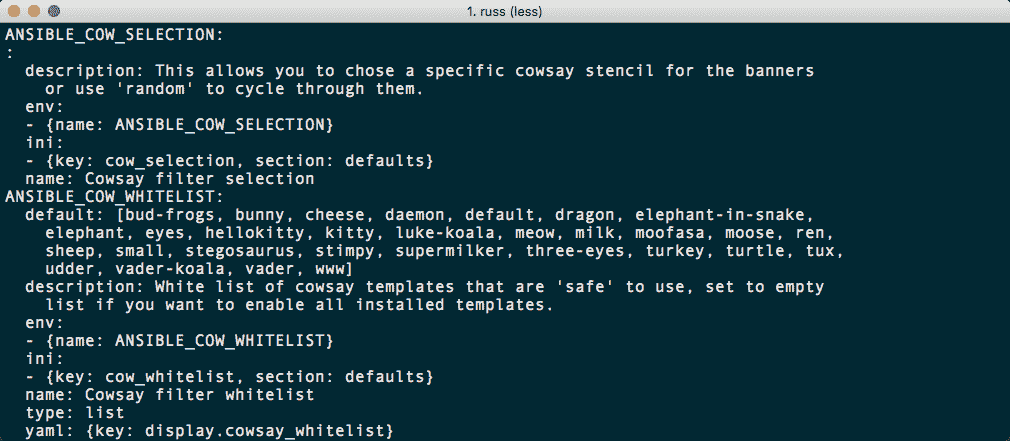 1. russ (less)
ANSIBLE_COW_SELECTION:
:
  description: This allows you to chose a specific cowsay stencil for the banners
    or use 'random' to cycle through them.
  env:
  - {name: ANSIBLE_COW_SELECTION}
  ini:
  - {key: cow_selection, section: defaults}
  name: Cowsay filter selection
ANSIBLE_COW_WHITELIST:
  default: [bud-frogs, bunny, cheese, daemon, default, dragon, elephant-in-snake,
    elephant, eyes, hellokitty, kitty, luke-koala, meow, milk, moofasa, moose, ren,
    sheep, small, stegosaurus, stimpy, supermilker, three-eyes, turkey, turtle, tux,
    udder, vader-koala, vader, www]
  description: White list of cowsay templates that are 'safe' to use, set to empty
    list if you want to enable all installed templates.
  env:
  - {name: ANSIBLE_COW_WHITELIST}
  ini:
  - {key: cow_whitelist, section: defaults}
  name: Cowsay filter whitelist
  type: list
  yaml: {key: display.cowsay_whitelist}